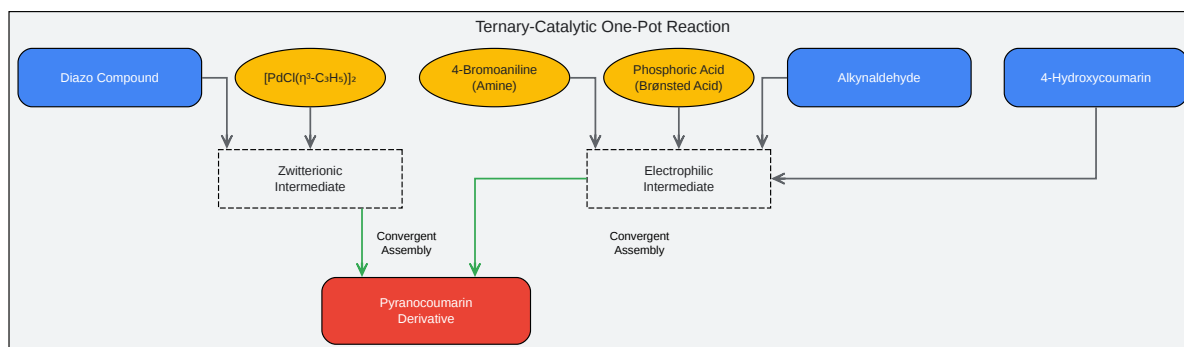 Ternary-Catalytic One-Pot Reaction
Diazo Compound
[PdCl(η³-C₃H₅)]₂
4-Bromoaniline
(Amine)
Phosphoric Acid
(Brønsted Acid)
Alkynaldehyde
4-Hydroxycoumarin
Zwitterionic
Intermediate
Electrophilic
Intermediate
Convergent
Assembly
Convergent
Assembly
Pyranocoumarin
Derivative